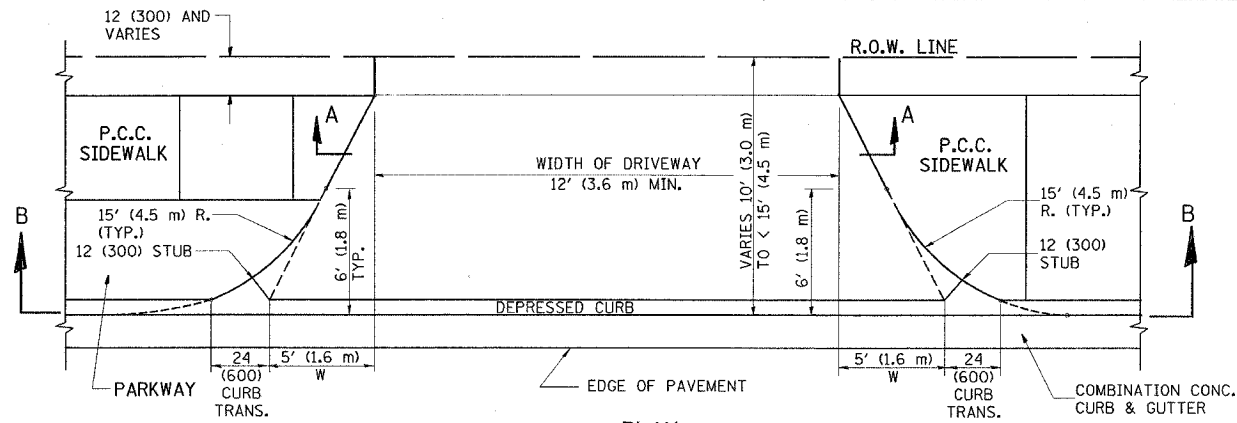 12 (300) AND
VARIES
R.O.W. LINE
A
A
P.C.C.
SIDEWALK
WIDTH OF DRIVEWAY
12' (3.6 m) MIN.
VARIES 10' (3.0 m)
TO < 15' (4.5 m)
P.C.C.
SIDEWALK
B
15' (4.5 m) R.
(TYP.)
12 (300) STUB
6' (1.8 m)
TYP.
6' (1.8 m)
15' (4.5 m)
R. (TYP.)
12 (300)
STUB
B
DEPRESSED CURB
24
(600)
CURB
TRANS.
5' (1.6 m)
W
5' (1.6 m)
W
24
(600)
CURB
TRANS.
PARKWAY
EDGE OF PAVEMENT
COMBINATION CONC.
CURB & GUTTER